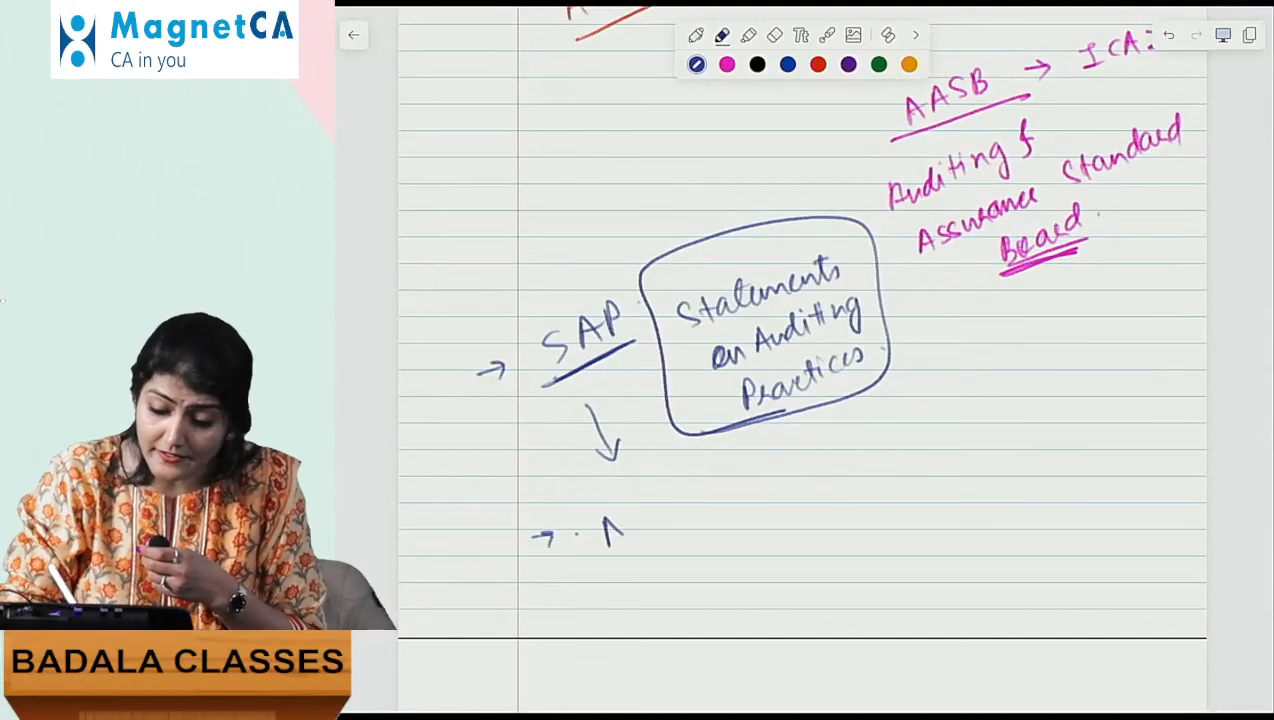 MagnetCA
CA in you
AASB → ICA:
Auditing &
Assurance Standard
Board.
→ SAP
Statements
on Auditing
Practices
→ .
BADALA CLASSES